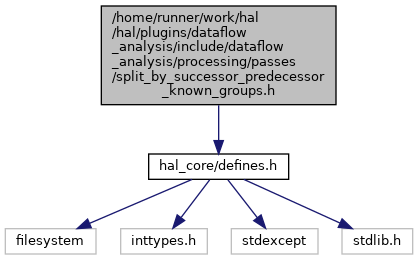 /home/runner/work/hal
/hal/plugins/dataflow
_analysis/include/dataflow
_analysis/processing/passes
/split_by_successor_predecessor
_known_groups.h
hal_core/defines.h
filesystem
inttypes.h
stdexcept
stdlib.h